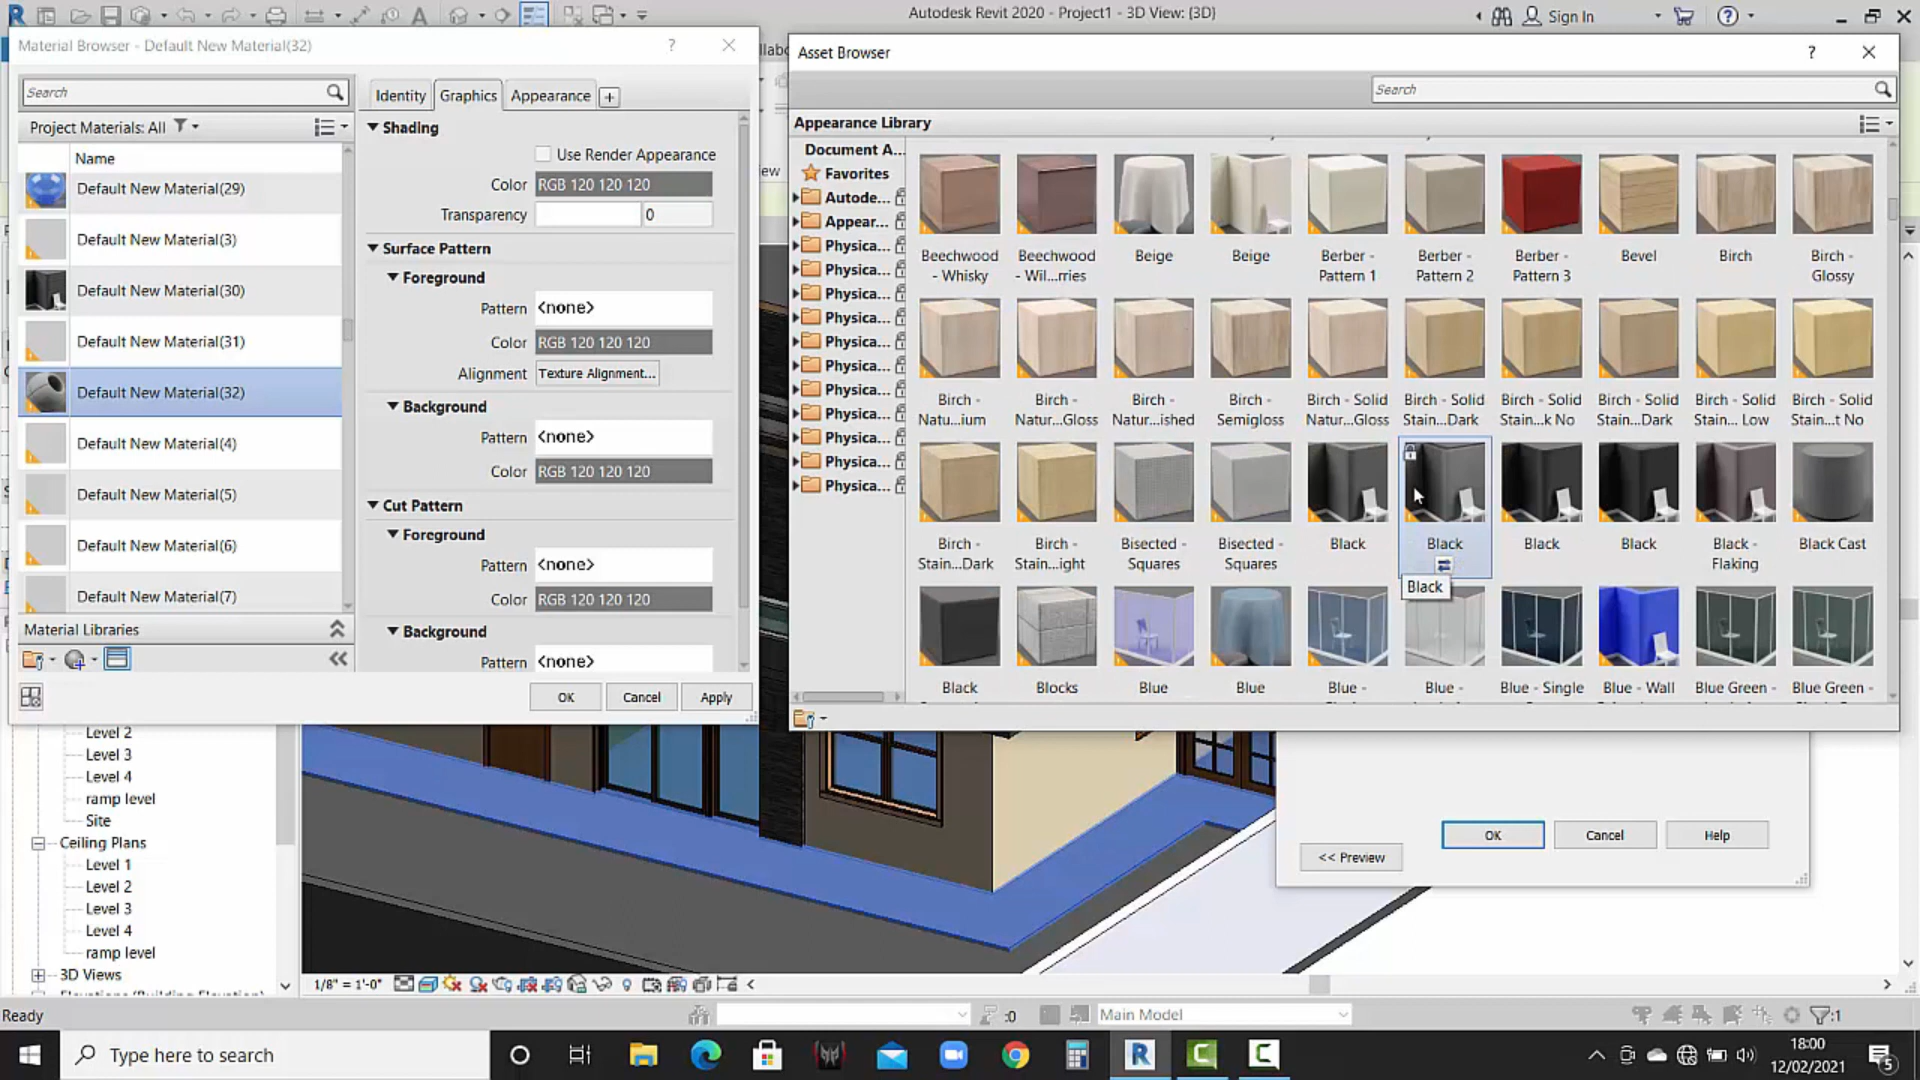 Autodesk Revit 2020 - Project1 - 3D View: {3D}
Sign In
Material Browser - Default New Material(32)
Search
Project Materials: All
Name
Default New Material(29)
Default New Material(3)
Default New Material(30)
Default New Material(31)
Default New Material(32)
Default New Material(4)
Default New Material(5)
Default New Material(6)
Default New Material(7)
Material Libraries
Identity
Graphics
Appearance
Shading
Use Render Appearance
Color
RGB 120 120 120
Transparency
0
Surface Pattern
Foreground
Pattern
<none>
Color
RGB 120 120 120
Alignment
Texture Alignment...
Background
Pattern
<none>
Color
RGB 120 120 120
Cut Pattern
Foreground
Pattern
<none>
Color
RGB 120 120 120
Background
Pattern
<none>
OK
Cancel
Apply
Asset Browser
Search
Appearance Library
Document A...
Favorites
Autode...
Appear...
Physica...
Physica...
Physica...
Physica...
Physica...
Physica...
Physica...
Physica...
Physica...
Physica...
Physica...
Beechwood
- Whisky
Beechwood
- Wil...rries
Beige
Beige
Berber -
Pattern 1
Berber -
Pattern 2
Berber -
Pattern 3
Bevel
Birch
Birch -
Glossy
Birch -
Natu...ium
Birch -
Natur...Gloss
Birch -
Natur...ished
Birch -
Semigloss
Birch - Solid
Natur...Gloss
Birch - Solid
Stain...Dark
Birch - Solid
Stain...k No
Birch - Solid
Stain...Dark
Birch - Solid
Stain... Low
Birch - Solid
Stain...t No
Birch -
Stain...Dark
Birch -
Stain...ight
Bisected -
Squares
Bisected -
Squares
Black
Black
Black
Black
Black -
Flaking
Black Cast
Black
Black
Blocks
Blue
Blue
Blue -
Blue -
Blue - Single
Blue - Wall
Blue Green -
Blue Green -
OK
Cancel
Help
<< Preview
Level 2
Level 3
Level 4
ramp level
Site
Ceiling Plans
Level 1
Level 2
Level 3
Level 4
ramp level
3D Views
Elevations (Building Elevation)
1/8" = 1'-0"
Ready
:0
Main Model
:1
Type here to search
18:00
12/02/2021
5